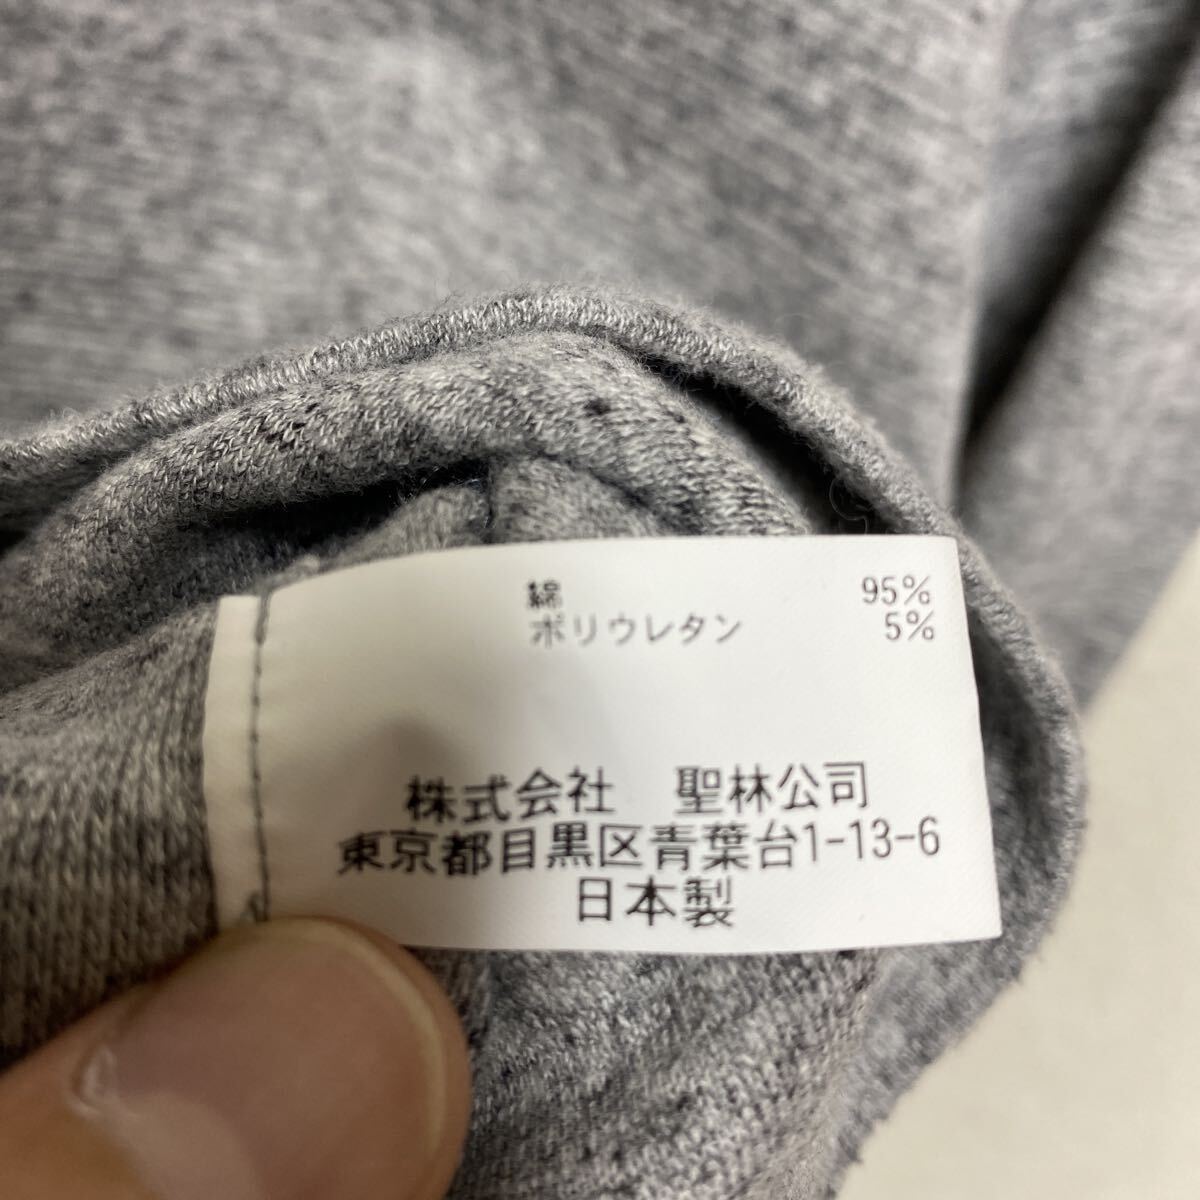 綿 95%
ポリウレタン 5%
株式会社 聖林公司
東京都目黒区青葉台1-13-6
日本製